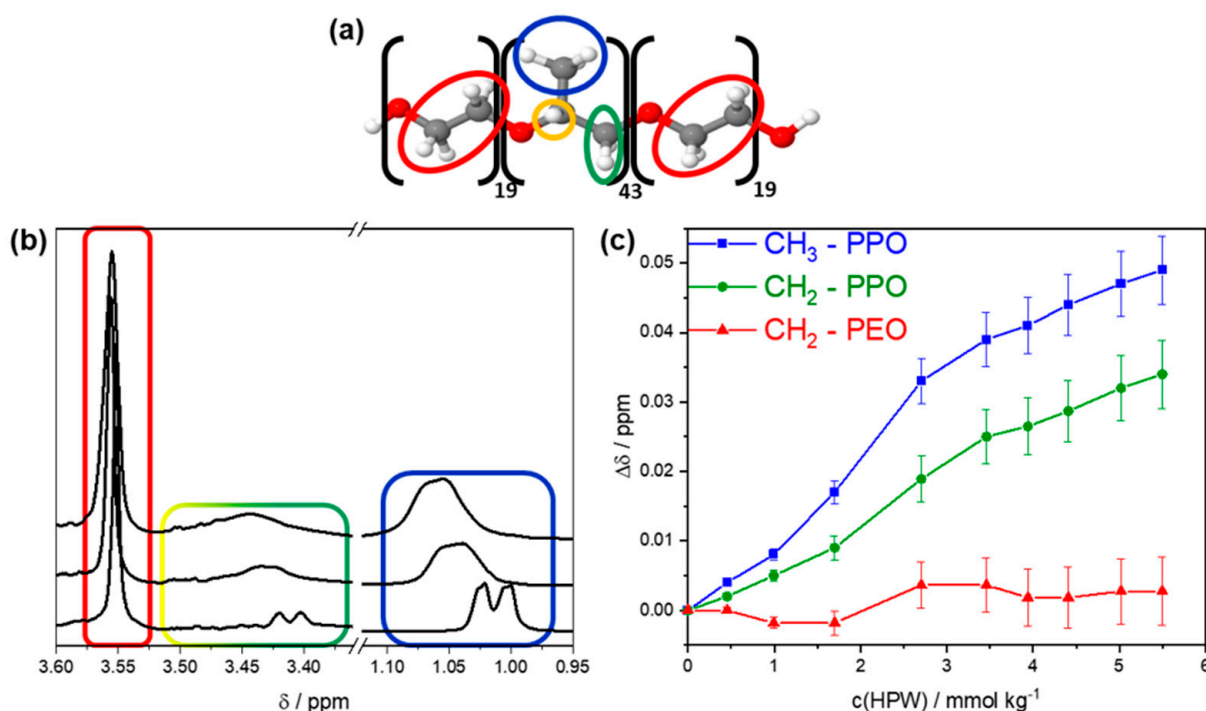 (a)
19
43
19
(b)
3.60 3.55 3.50 3.45 3.40 1.10 1.05 1.00 0.95
δ / ppm
(c)
CH₃ - PPO
CH₂ - PPO
CH₂ - PEO
0.05
0.04
0.03
0.02
0.01
0.00
Δδ / ppm
0 1 2 3 4 5 6
c(HPW) / mmol kg⁻¹